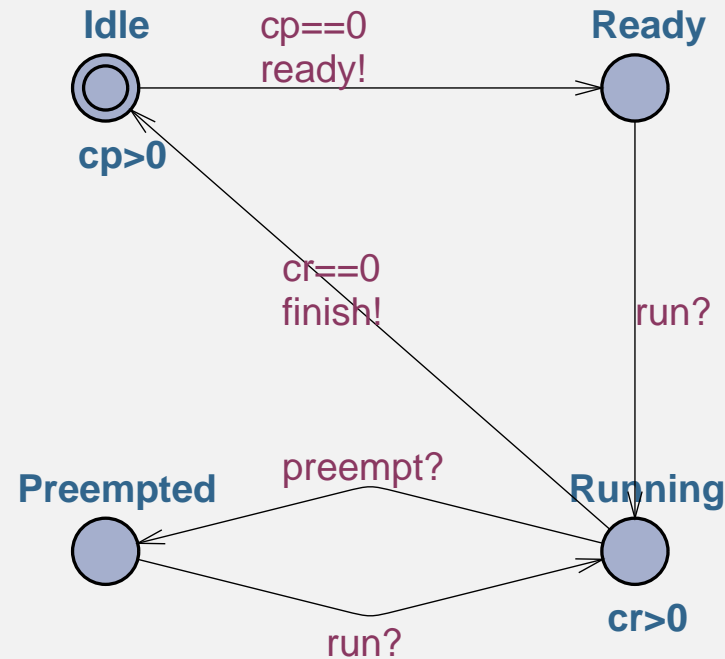 Idle
cp==0
ready!
Ready
cp>0
cr==0
finish!
run?
preempt?
Preempted
Running
cr>0
run?